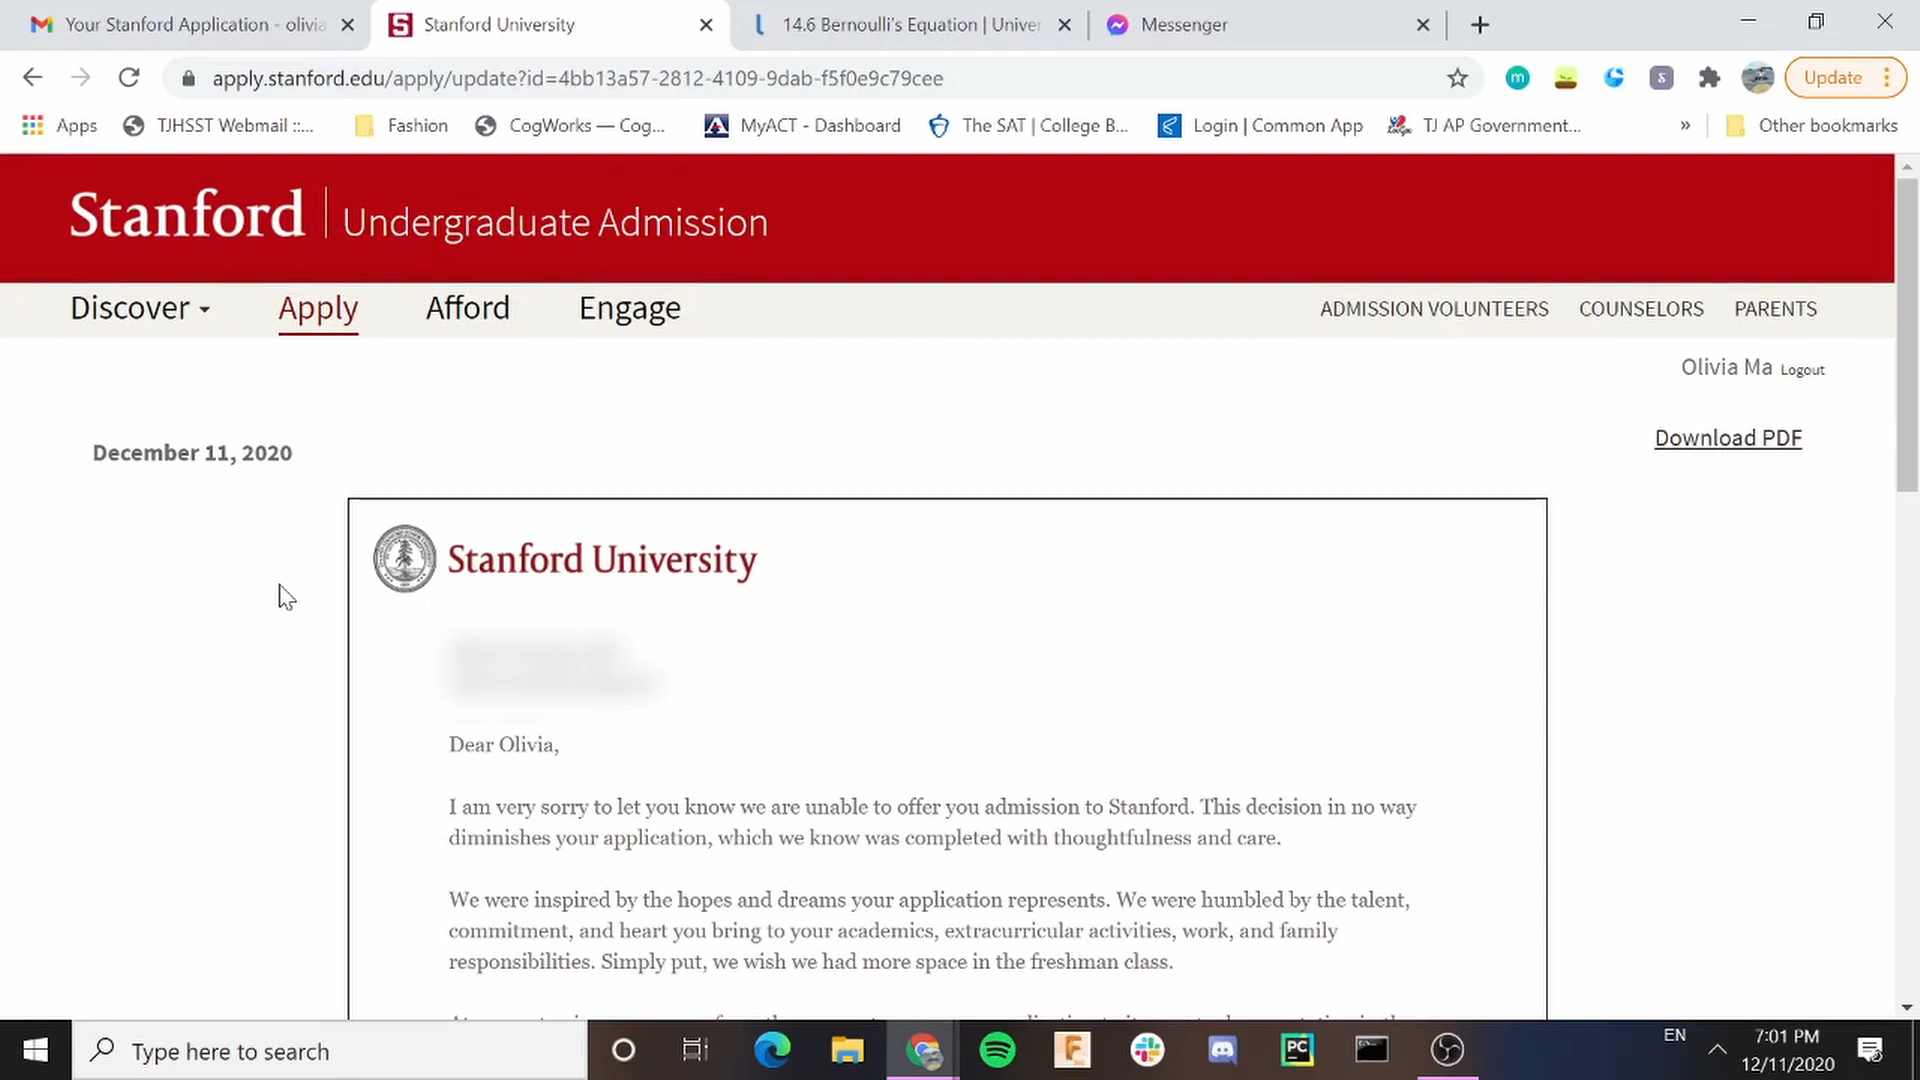 Your Stanford Application - olivia
Stanford University
14.6 Bernoulli's Equation | Univer
Messenger
apply.stanford.edu/apply/update?id=4bb13a57-2812-4109-9dab-f5f0e9c79cee
Update
Apps
TJHSST Webmail ::...
Fashion
CogWorks — Cog...
MyACT - Dashboard
The SAT | College B...
Login | Common App
TJ AP Government...
Other bookmarks
Stanford | Undergraduate Admission
Discover
Apply
Afford
Engage
ADMISSION VOLUNTEERS
COUNSELORS
PARENTS
Olivia Ma Logout
December 11, 2020
Download PDF
Stanford University
Dear Olivia,
I am very sorry to let you know we are unable to offer you admission to Stanford. This decision in no way
diminishes your application, which we know was completed with thoughtfulness and care.
We were inspired by the hopes and dreams your application represents. We were humbled by the talent,
commitment, and heart you bring to your academics, extracurricular activities, work, and family
responsibilities. Simply put, we wish we had more space in the freshman class.
Type here to search
EN
7:01 PM
12/11/2020